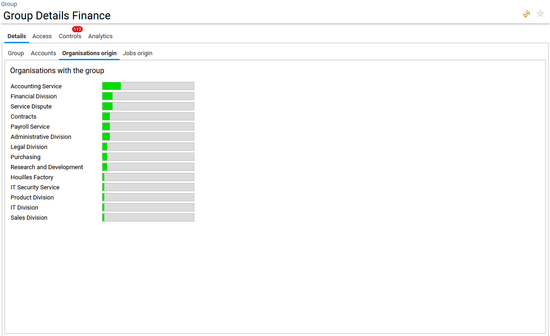 Group
Group Details Finance
Details Access Controls Analytics
Group Accounts Organisations origin Jobs origin
Organisations with the group
Accounting Service
Financial Division
Service Dispute
Contracts
Payroll Service
Administrative Division
Legal Division
Purchasing
Research and Development
Houilles Factory
IT Security Service
Product Division
IT Division
Sales Division